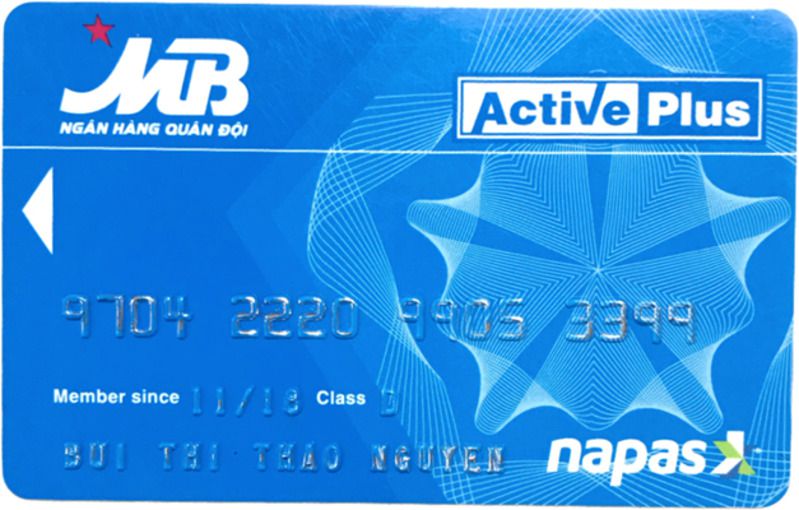 MB
NGÂN HÀNG QUÂN ĐỘI
Active Plus
9704 2220 9905 3399
Member since 11/18 Class D
BUI THI THAO NGUYEN
napas